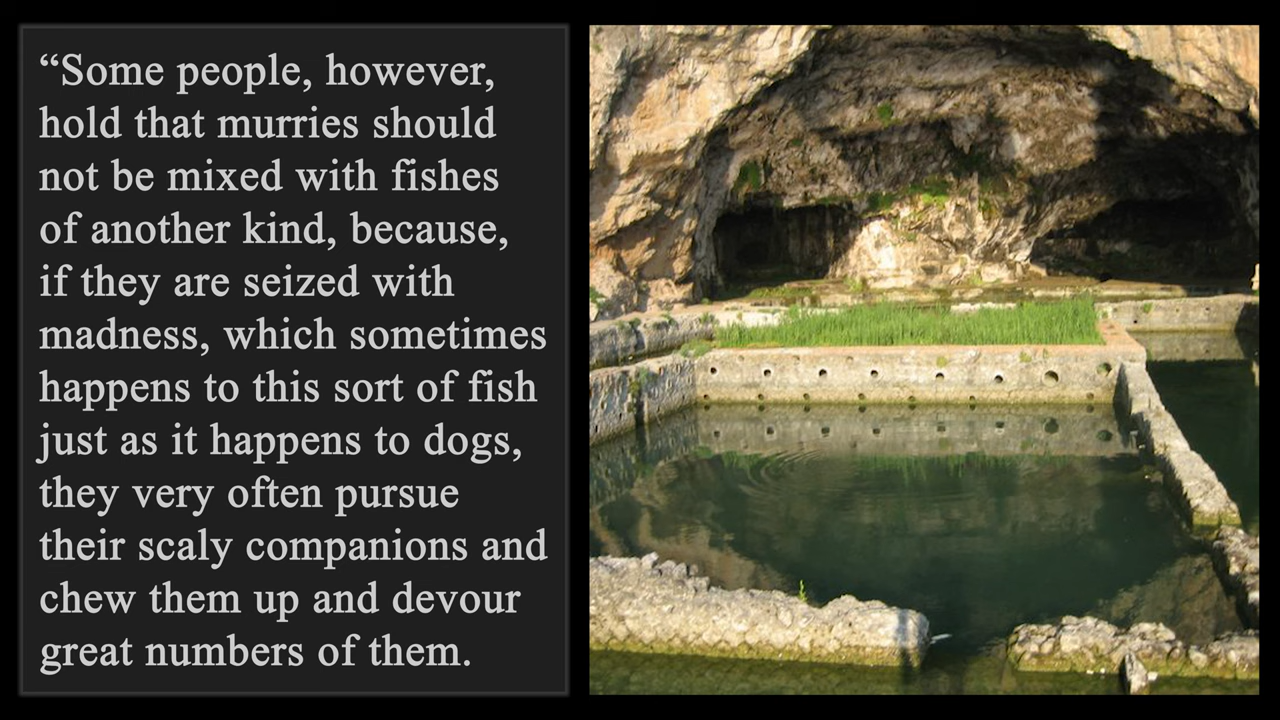 “Some people, however,
hold that murries should
not be mixed with fishes
of another kind, because,
if they are seized with
madness, which sometimes
happens to this sort of fish
just as it happens to dogs,
they very often pursue
their scaly companions and
chew them up and devour
great numbers of them.